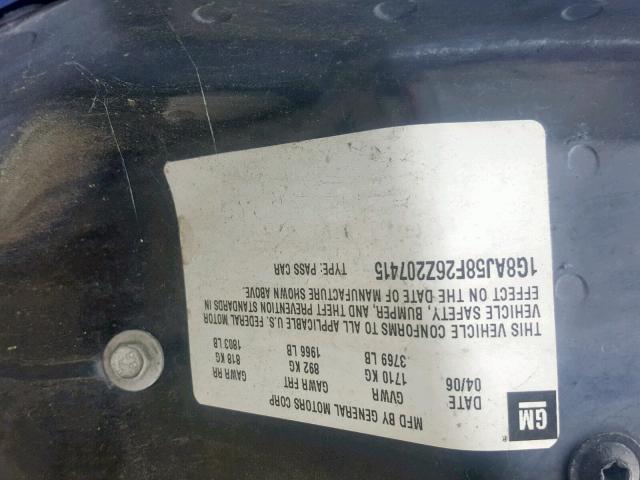 GM MFD BY GENERAL MOTORS CORP
DATE GVWR GAWR FRT GAWR RR
04/06 1710 KG 892 KG 818 KG
3769 LB 1966 LB 1803 LB
THIS VEHICLE CONFORMS TO ALL APPLICABLE U.S. FEDERAL MOTOR
VEHICLE SAFETY, BUMPER, AND THEFT PREVENTION STANDARDS IN
EFFECT ON THE DATE OF MANUFACTURE SHOWN ABOVE.
1G8AJ58F26Z207415 TYPE: PASS CAR